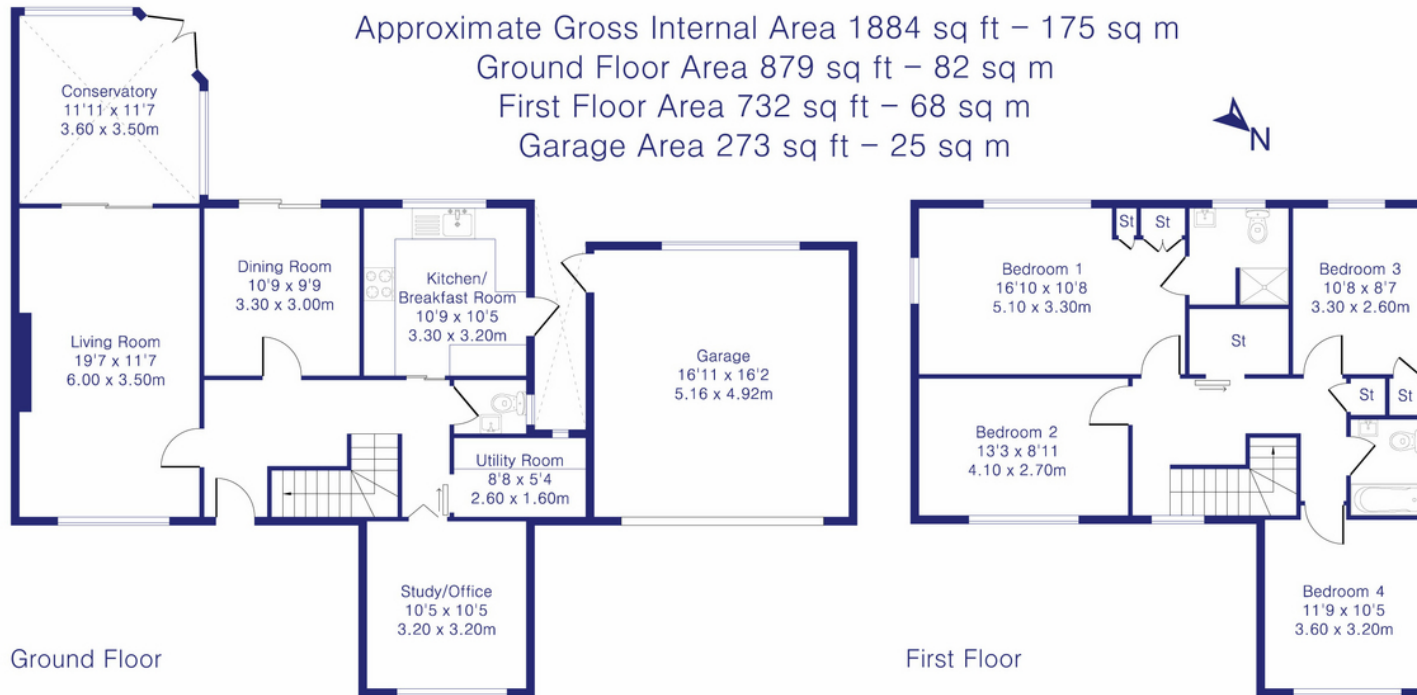 Approximate Gross Internal Area 1884 sq ft – 175 sq m
Ground Floor Area 879 sq ft – 82 sq m
First Floor Area 732 sq ft – 68 sq m
Garage Area 273 sq ft – 25 sq m
N
Conservatory
11'11 x 11'7
3.60 x 3.50m
Dining Room
10'9 x 9'9
3.30 x 3.00m
Kitchen/
Breakfast Room
10'9 x 10'5
3.30 x 3.20m
Living Room
19'7 x 11'7
6.00 x 3.50m
Garage
16'11 x 16'2
5.16 x 4.92m
Utility Room
8'8 x 5'4
2.60 x 1.60m
Study/Office
10'5 x 10'5
3.20 x 3.20m
Ground Floor
St
St
Bedroom 1
16'10 x 10'8
5.10 x 3.30m
Bedroom 3
10'8 x 8'7
3.30 x 2.60m
St
St
St
Bedroom 2
13'3 x 8'11
4.10 x 2.70m
Bedroom 4
11'9 x 10'5
3.60 x 3.20m
First Floor